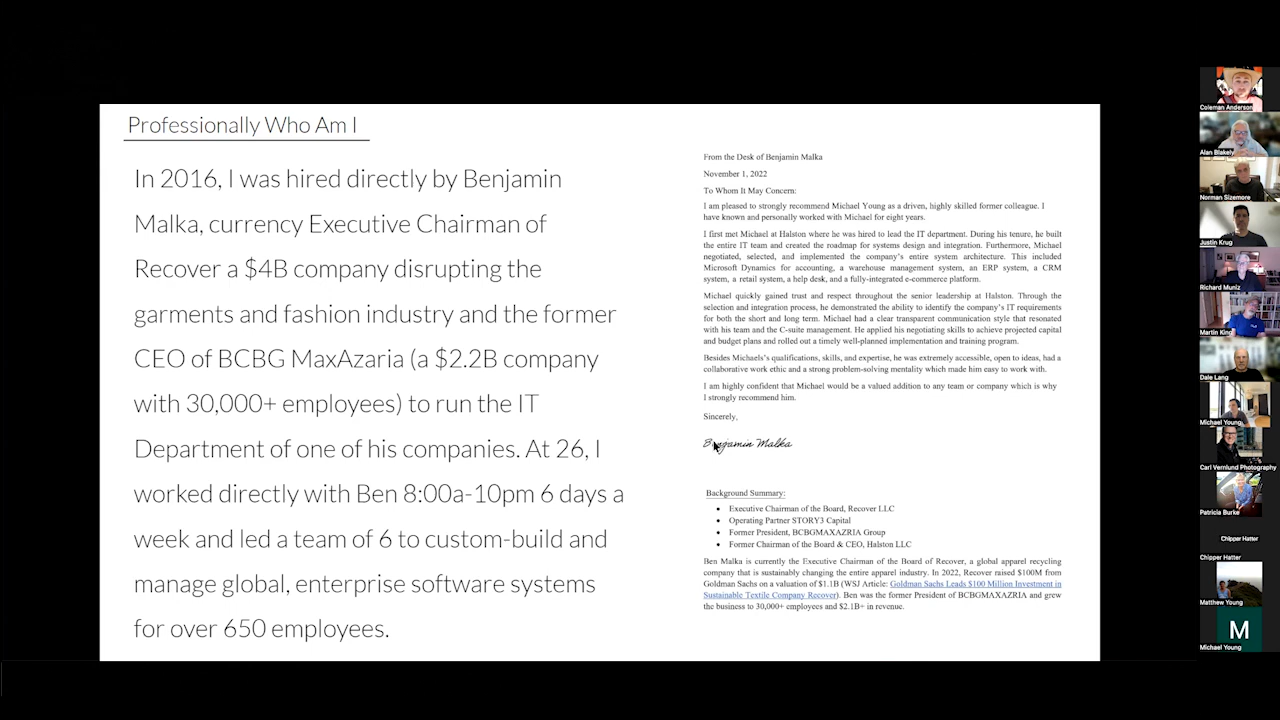 Professionally Who Am I
In 2016, I was hired directly by Benjamin
Malka, currency Executive Chairman of
Recover a $4B company disrupting the
garments and fashion industry and the former
CEO of BCBG MaxAzaria (a $2.2B company
with 30,000+ employees) to run the IT
Department of one of his companies. At 26, I
worked directly with Ben 8:00a-10pm 6 days a
week and led a team of 6 to custom-build and
manage global, enterprise software systems
for over 650 employees.
From the Desk of Benjamin Malka
November 1, 2022
To Whom It May Concern:
I am pleased to strongly recommend Michael Young as a driven, highly skilled former colleague. I
have known and personally worked with Michael for eight years.
I first met Michael at Halston where he was hired to lead the IT department. During his tenure, he built
the entire IT team and created the roadmap for systems design and integration. Furthermore, Michael
negotiated, selected, and implemented the company's entire system architecture. This included
Microsoft Dynamics for accounting, a warehouse management system, an ERP system, a CRM
system, a retail system, a help desk, and a fully-integrated e-commerce platform.
Michael quickly gained trust and respect throughout the senior leadership at Halston. Through the
selection and integration process, he demonstrated the ability to identify the company's IT requirements
for both the short and long term. Michael had a clear transparent communication style that resonated
with his team and the C-suite management. He applied his negotiating skills to achieve projected capital
and budget plans and rolled out a timely well-planned implementation and training program.
Besides Michaels's qualifications, skills, and expertise, he was extremely accessible, open to ideas, had a
collaborative work ethic and a strong problem-solving mentality which made him easy to work with.
I am highly confident that Michael would be a valued addition to any team or company which is why
I strongly recommend him.
Sincerely,
Benjamin Malka
Background Summary:
• Executive Chairman of the Board, Recover LLC
• Operating Partner STORY3 Capital
• Former President, BCBGMAXAZRIA Group
• Former Chairman of the Board & CEO, Halston LLC
Ben Malka is currently the Executive Chairman of the Board of Recover, a global apparel recycling
company that is sustainably changing the entire apparel industry. In 2022, Recover raised $100M from
Goldman Sachs on a valuation of $1.1B (WSJ Article: Goldman Sachs Leads $100 Million Investment in
Sustainable Textile Company Recover). Ben was the former President of BCBGMAXAZRIA and grew
the business to 30,000+ employees and $2.1B+ in revenue.
Coleman Anderson
Alan Blakely
Norman Sizemore
Justin Krug
Richard Muniz
Martin King
Dale Lang
Michael Young
Carl Vernlund Photography
Patricia Burke
Chipper Hatter
Chipper Hatter
Matthew Young
M
Michael Young